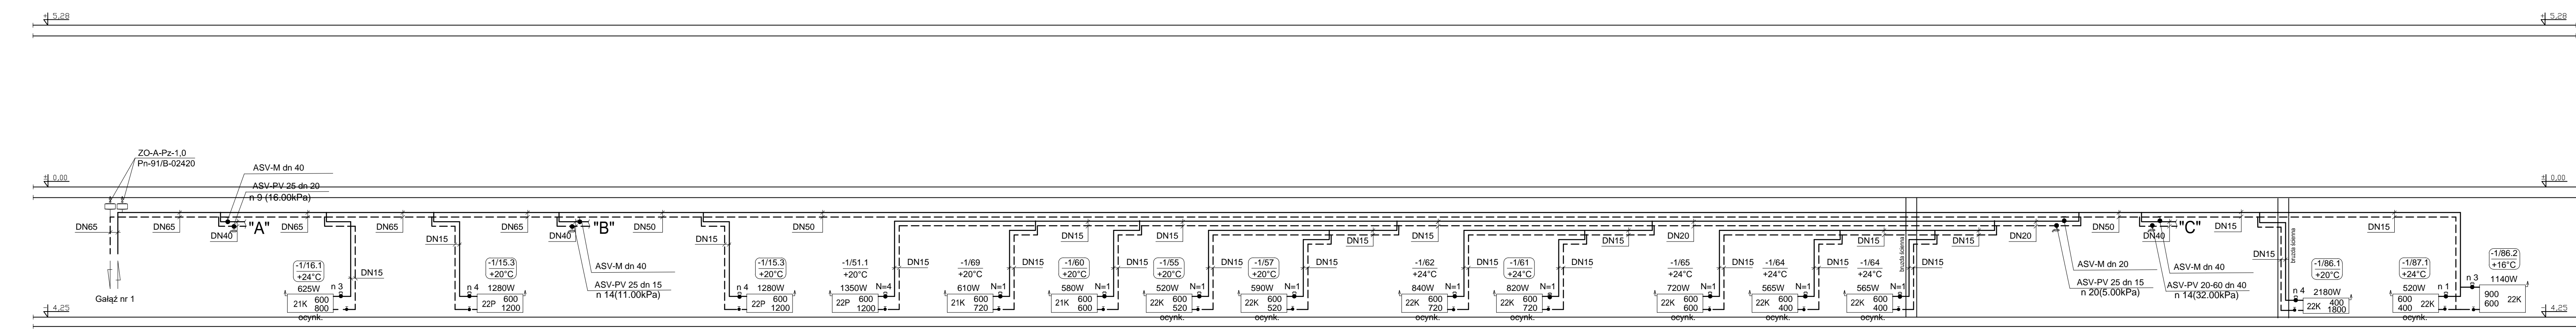 ± 5,28
± 5,28
ZO-A-Pz-1,0
Pn-91/B-02420
ASV-M dn 40
ASV-PV 25 dn 20
n 9 (16.00kPa)
± 0,00
± 0,00
DN65
DN65
DN40
"A"
DN65
DN65
DN15
DN65
DN40
"B"
DN50
DN15
DN50
DN15
DN15
DN15
DN15
DN15
DN20
DN15
DN15
DN20
DN50
DN40
"C"
DN15
DN15
ASV-M dn 40
ASV-PV 25 dn 15
n 14(11.00kPa)
ASV-M dn 20
ASV-PV 25 dn 15
n 20(5.00kPa)
ASV-M dn 40
ASV-PV 20-60 dn 40
n 14(32.00kPa)
bruzda ścienna
bruzda ścienna
Gałąź nr 1
-1/16.1
+24°C
625W
n 3
21K
600
800
ocynk.
DN15
-1/15.3
+20°C
n 4
1280W
22P
600
1200
-1/15.3
+20°C
n 4
1280W
22P
600
1200
-1/51.1
+20°C
1350W
N=4
22P
600
1200
DN15
-1/69
+20°C
610W
N=1
21K
600
720
DN15
-1/60
+20°C
580W
N=1
21K
600
600
DN15
-1/55
+20°C
520W
N=1
22K
600
520
ocynk.
DN15
-1/57
+20°C
590W
N=1
22K
600
520
ocynk.
DN15
-1/62
+24°C
840W
N=1
22K
600
720
ocynk.
DN15
-1/61
+24°C
820W
N=1
22K
600
720
ocynk.
DN15
-1/65
+24°C
720W
N=1
22K
600
600
ocynk.
DN15
-1/64
+24°C
565W
N=1
22K
600
400
ocynk.
DN15
-1/64
+24°C
565W
N=1
22K
600
400
ocynk.
DN15
DN15
-1/86.1
+20°C
n 4
2180W
22K
400
1800
-1/87.1
+24°C
520W
n 1
600
400
22K
ocynk.
-1/86.2
+16°C
n 3
1140W
900
600
22K
- 4,25
- 4,25